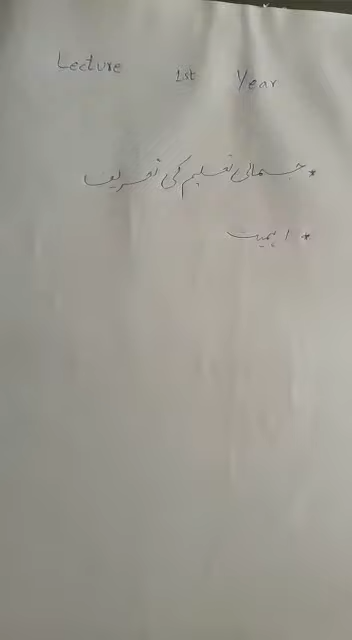 Lecture 1st Year
* جسمانی تعلیم کی تعریف
* اہمیت